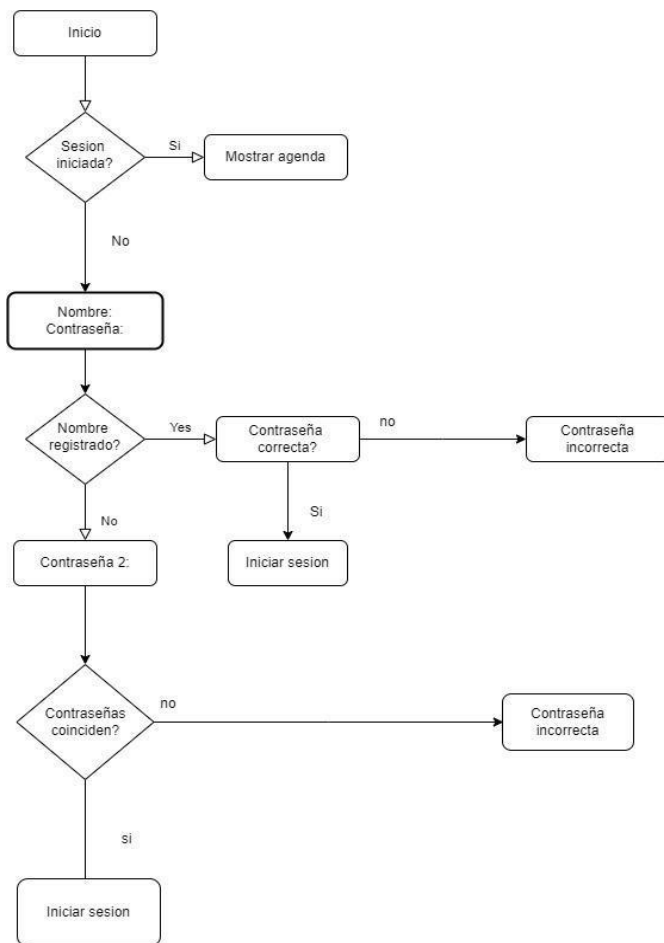 Inicio
Sesion
iniciada?
Si
Mostrar agenda
No
Nombre:
Contraseña:
Nombre
registrado?
Yes
Contraseña
correcta?
no
Contraseña
incorrecta
No
Si
Contraseña 2:
Iniciar sesion
Contraseñas
coinciden?
no
Contraseña
incorrecta
si
Iniciar sesion